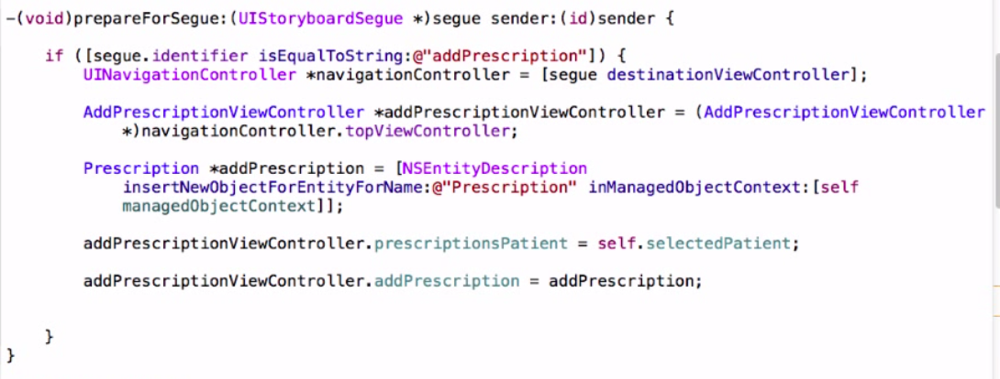 -(void)prepareForSegue:(UIStoryboardSegue *)segue sender:(id)sender {
if ([segue.identifier isEqualToString:@"addPrescription"]) {
UINavigationController *navigationController = [segue destinationViewController];
AddPrescriptionViewController *addPrescriptionViewController = (AddPrescriptionViewController
*)navigationController.topViewController;
Prescription *addPrescription = [NSEntityDescription
insertNewObjectForEntityForName:@"Prescription" inManagedObjectContext:[self
managedObjectContext]];
addPrescriptionViewController.prescriptionsPatient = self.selectedPatient;
addPrescriptionViewController.addPrescription = addPrescription;
}
}